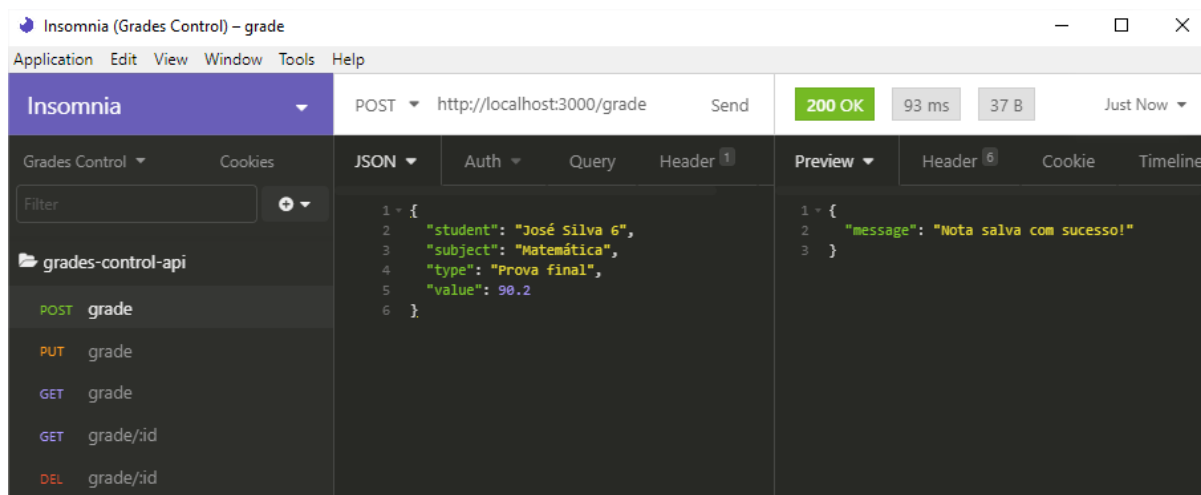 Insomnia (Grades Control) – grade
Application Edit View Window Tools Help
Insomnia
POST http://localhost:3000/grade Send
200 OK 93 ms 37 B Just Now
Grades Control Cookies
JSON Auth Query Header 1
Preview Header 6 Cookie Timeline
Filter
1 {
2 "student": "José Silva 6",
3 "subject": "Matemática",
4 "type": "Prova final",
5 "value": 90.2
6 }
1 {
2 "message": "Nota salva com sucesso!"
3 }
grades-control-api
POST grade
PUT grade
GET grade
GET grade/:id
DEL grade/:id